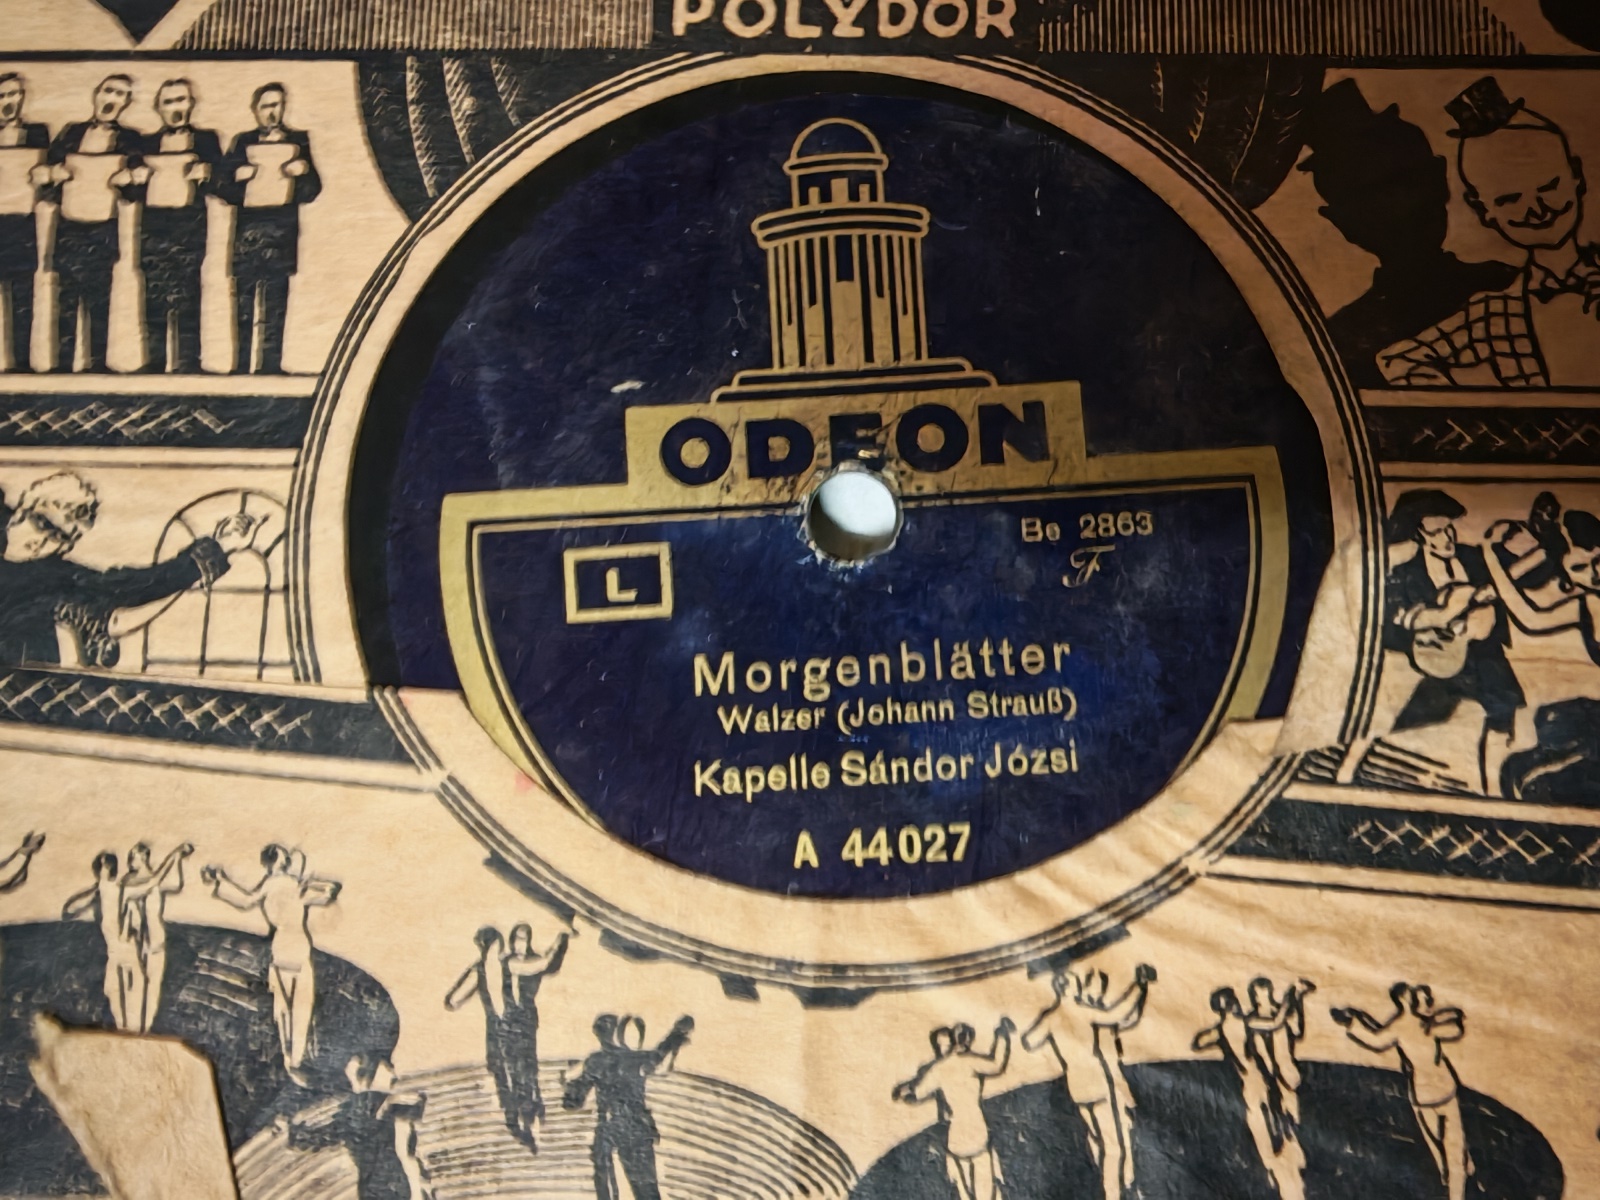 POLYDOR
ODEON
Be 2863
F
L
Morgenblätter
Walzer (Johann Strauß)
Kapelle Sándor Józsi
A 44027